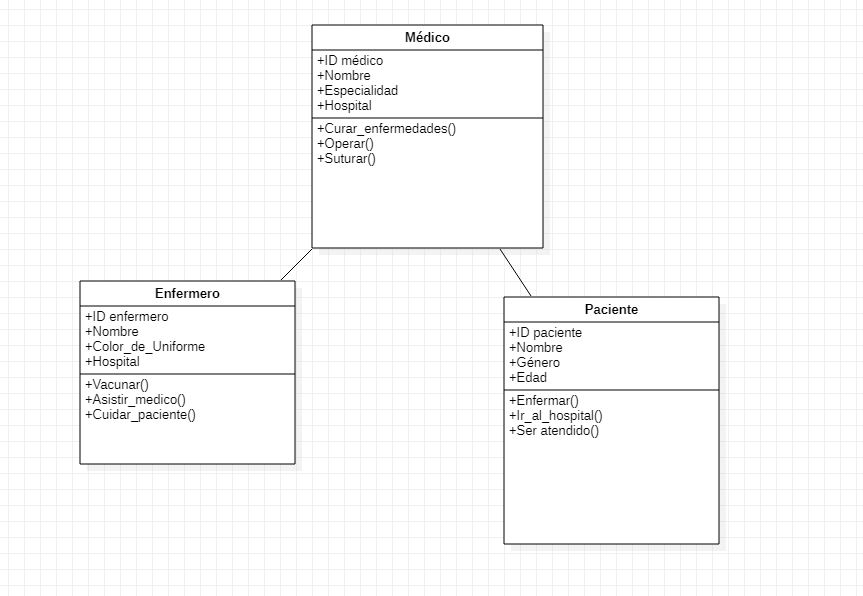 Médico
+ID médico
+Nombre
+Especialidad
+Hospital
+Curar_enfermedades()
+Operar()
+Suturar()
Enfermero
+ID enfermero
+Nombre
+Color_de_Uniforme
+Hospital
+Vacunar()
+Asistir_medico()
+Cuidar_paciente()
Paciente
+ID paciente
+Nombre
+Género
+Edad
+Enfermar()
+Ir_al_hospital()
+Ser atendido()